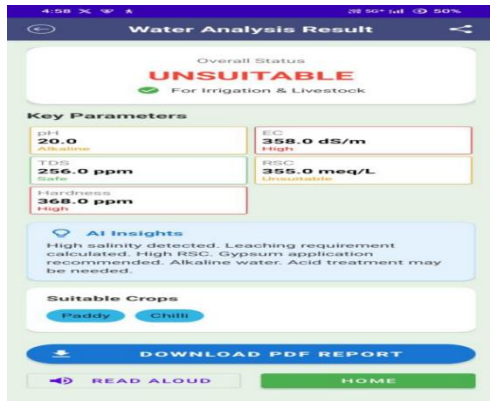 4:58
5G+ 50%
Water Analysis Result
Overall Status
UNSUITABLE
For Irrigation & Livestock
Key Parameters
pH
20.0
Alkaline
EC
358.0 dS/m
High
TDS
256.0 ppm
Safe
RSC
355.0 meq/L
Unsuitable
Hardness
368.0 ppm
High
AI Insights
High salinity detected. Leaching requirement
calculated. High RSC. Gypsum application
recommended. Alkaline water. Acid treatment may
be needed.
Suitable Crops
Paddy Chilli
DOWNLOAD PDF REPORT
READ ALOUD HOME